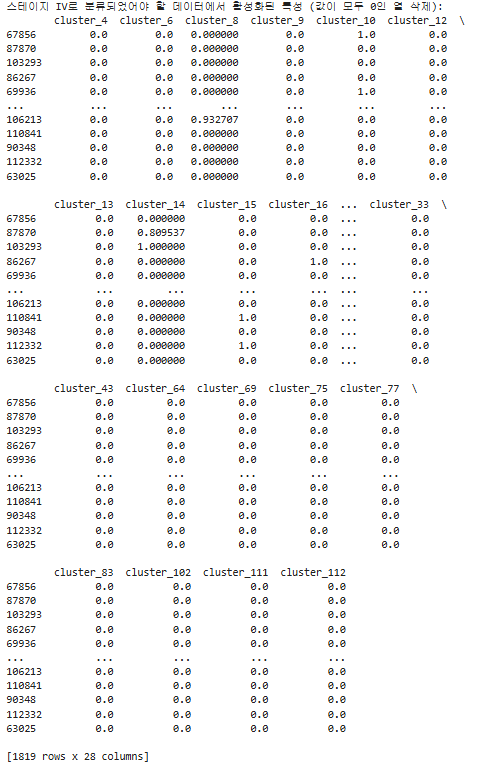 스테이지 IV로 분류되었어야 할 데이터에서 활성화된 특성 (값이 모두 0인 열 삭제):
cluster_4 cluster_6 cluster_8 cluster_9 cluster_10 cluster_12 \
67856 0.0 0.0 0.000000 0.0 1.0 0.0
87870 0.0 0.0 0.000000 0.0 0.0 0.0
103293 0.0 0.0 0.000000 0.0 0.0 0.0
86267 0.0 0.0 0.000000 0.0 0.0 0.0
69936 0.0 0.0 0.000000 0.0 1.0 0.0
... ... ... ... ... ... ...
106213 0.0 0.0 0.932707 0.0 0.0 0.0
110841 0.0 0.0 0.000000 0.0 0.0 0.0
90348 0.0 0.0 0.000000 0.0 0.0 0.0
112332 0.0 0.0 0.000000 0.0 0.0 0.0
63025 0.0 0.0 0.000000 0.0 0.0 0.0
cluster_13 cluster_14 cluster_15 cluster_16 ... cluster_33 \
67856 0.0 0.000000 0.0 0.0 ... 0.0
87870 0.0 0.809537 0.0 0.0 ... 0.0
103293 0.0 1.000000 0.0 0.0 ... 0.0
86267 0.0 0.000000 0.0 1.0 ... 0.0
69936 0.0 0.000000 0.0 0.0 ... 0.0
... ... ... ... ... ... ...
106213 0.0 0.000000 0.0 0.0 ... 0.0
110841 0.0 0.000000 1.0 0.0 ... 0.0
90348 0.0 0.000000 0.0 0.0 ... 0.0
112332 0.0 0.000000 1.0 0.0 ... 0.0
63025 0.0 0.000000 0.0 0.0 ... 0.0
cluster_43 cluster_64 cluster_69 cluster_75 cluster_77 \
67856 0.0 0.0 0.0 0.0 0.0
87870 0.0 0.0 0.0 0.0 0.0
103293 0.0 0.0 0.0 0.0 0.0
86267 0.0 0.0 0.0 0.0 0.0
69936 0.0 0.0 0.0 0.0 0.0
... ... ... ... ... ...
106213 0.0 0.0 0.0 0.0 0.0
110841 0.0 0.0 0.0 0.0 0.0
90348 0.0 0.0 0.0 0.0 0.0
112332 0.0 0.0 0.0 0.0 0.0
63025 0.0 0.0 0.0 0.0 0.0
cluster_83 cluster_102 cluster_111 cluster_112
67856 0.0 0.0 0.0 0.0
87870 0.0 0.0 0.0 0.0
103293 0.0 0.0 0.0 0.0
86267 0.0 0.0 0.0 0.0
69936 0.0 0.0 0.0 0.0
... ... ... ... ...
106213 0.0 0.0 0.0 0.0
110841 0.0 0.0 0.0 0.0
90348 0.0 0.0 0.0 0.0
112332 0.0 0.0 0.0 0.0
63025 0.0 0.0 0.0 0.0
[1819 rows x 28 columns]